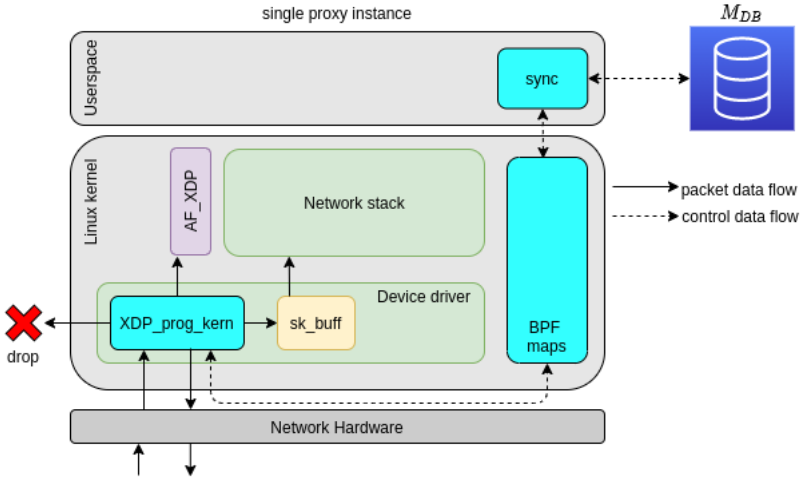 single proxy instance
M_DB
Userspace
sync
Linux kernel
AF_XDP
Network stack
packet data flow
control data flow
Device driver
XDP_prog_kern
sk_buff
BPF
maps
drop
Network Hardware